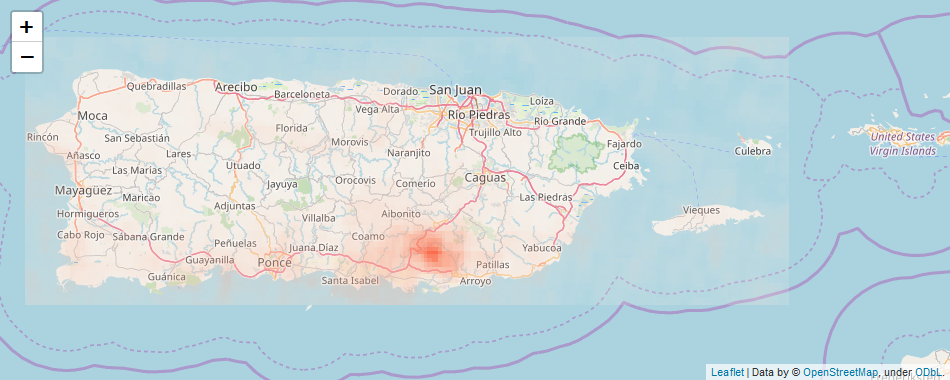 +
−
Quebradillas
Arecibo
Barceloneta
Dorado
San Juan
Loíza
Moca
Vega Alta
Río Piedras
Río Grande
Rincón
San Sebastián
Florida
Morovis
Trujillo Alto
Fajardo
United States
Virgin Islands
Añasco
Lares
Utuado
Naranjito
Culebra
Las Marías
Ceiba
Mayagüez
Maricao
Jayuya
Orocovis
Comerío
Caguas
Las Piedras
Hormigueros
Adjuntas
Villalba
Aibonito
Vieques
Cabo Rojo
Sábana Grande
Peñuelas
Juana Díaz
Coamo
Yabucoa
Guayanilla
Ponce
Patillas
Guánica
Santa Isabel
Arroyo
Leaflet | Data by © OpenStreetMap, under ODbL.